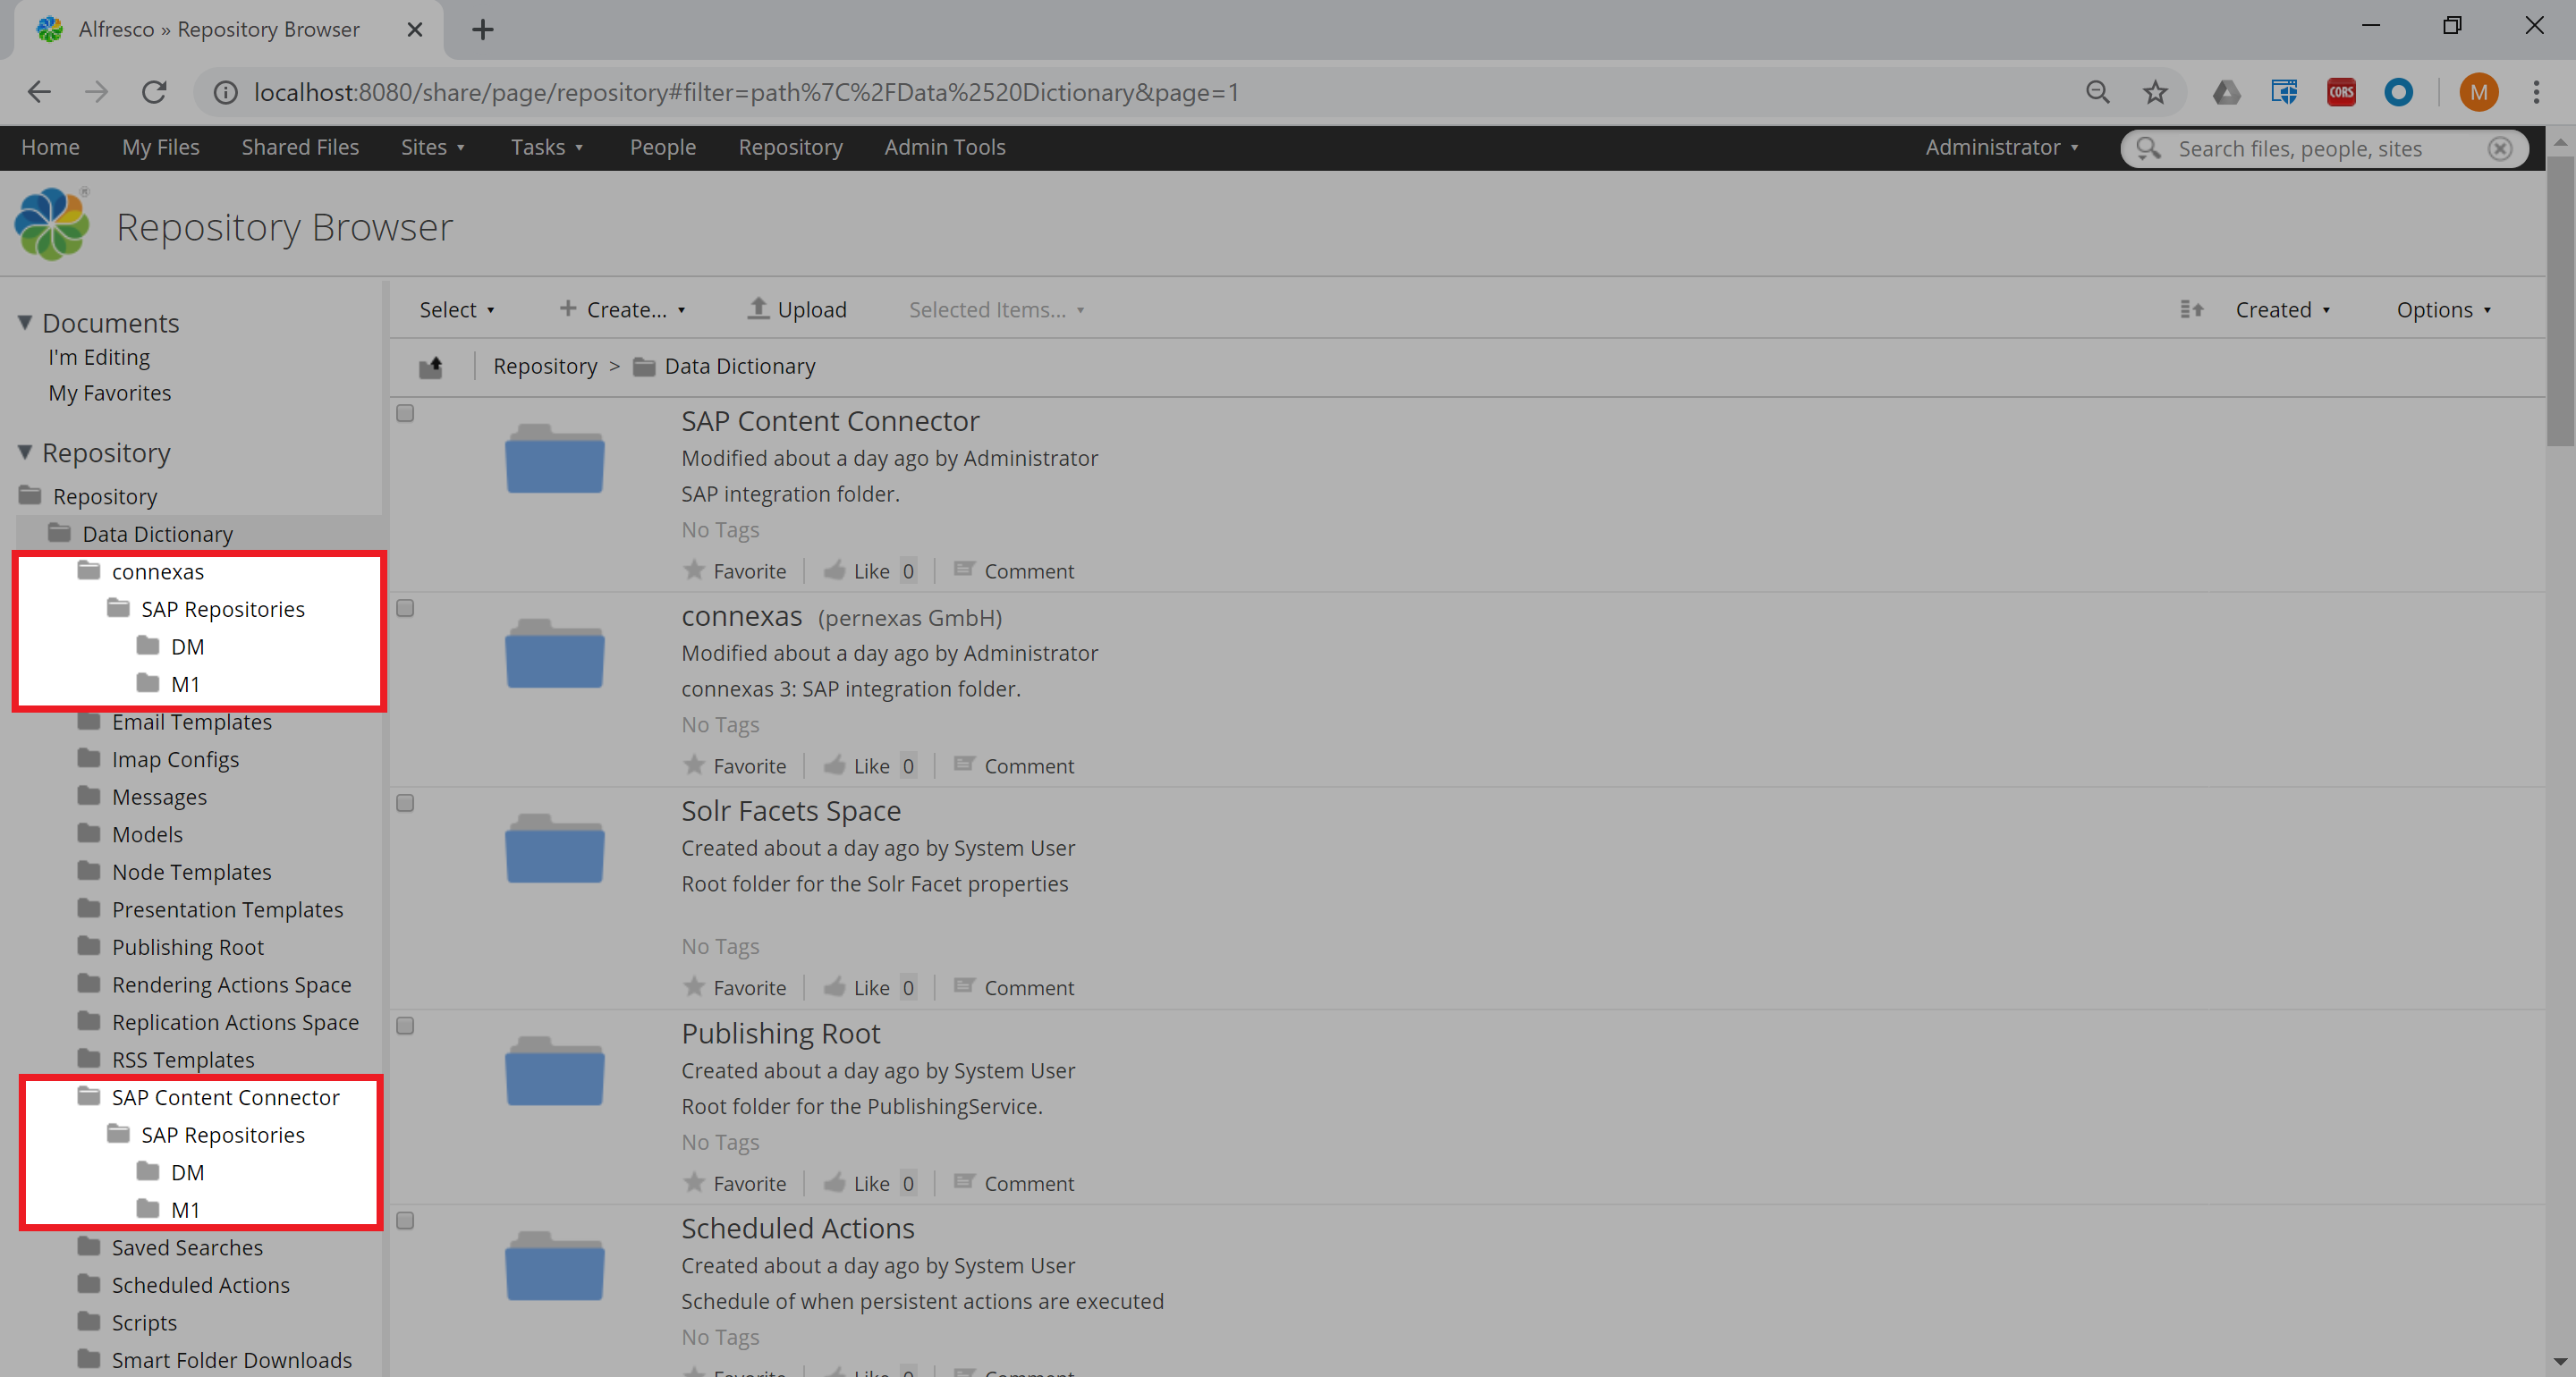 Alfresco » Repository Browser
localhost:8080/share/page/repository#filter=path%7C%2FData%2520Dictionary&page=1
CORS
M
Home My Files Shared Files Sites Tasks People Repository Admin Tools Administrator Search files, people, sites
Repository Browser
Documents
I'm Editing
My Favorites
Repository
Repository
Data Dictionary
connexas
SAP Repositories
DM
M1
Email Templates
Imap Configs
Messages
Models
Node Templates
Presentation Templates
Publishing Root
Rendering Actions Space
Replication Actions Space
RSS Templates
SAP Content Connector
SAP Repositories
DM
M1
Saved Searches
Scheduled Actions
Scripts
Smart Folder Downloads
Select Create... Upload Selected Items... Created Options
Repository > Data Dictionary
SAP Content Connector
Modified about a day ago by Administrator
SAP integration folder.
No Tags
Favorite Like 0 Comment
connexas (pernexas GmbH)
Modified about a day ago by Administrator
connexas 3: SAP integration folder.
No Tags
Favorite Like 0 Comment
Solr Facets Space
Created about a day ago by System User
Root folder for the Solr Facet properties
No Tags
Favorite Like 0 Comment
Publishing Root
Created about a day ago by System User
Root folder for the PublishingService.
No Tags
Favorite Like 0 Comment
Scheduled Actions
Created about a day ago by System User
Schedule of when persistent actions are executed
No Tags
Favorite Like 0 Comment